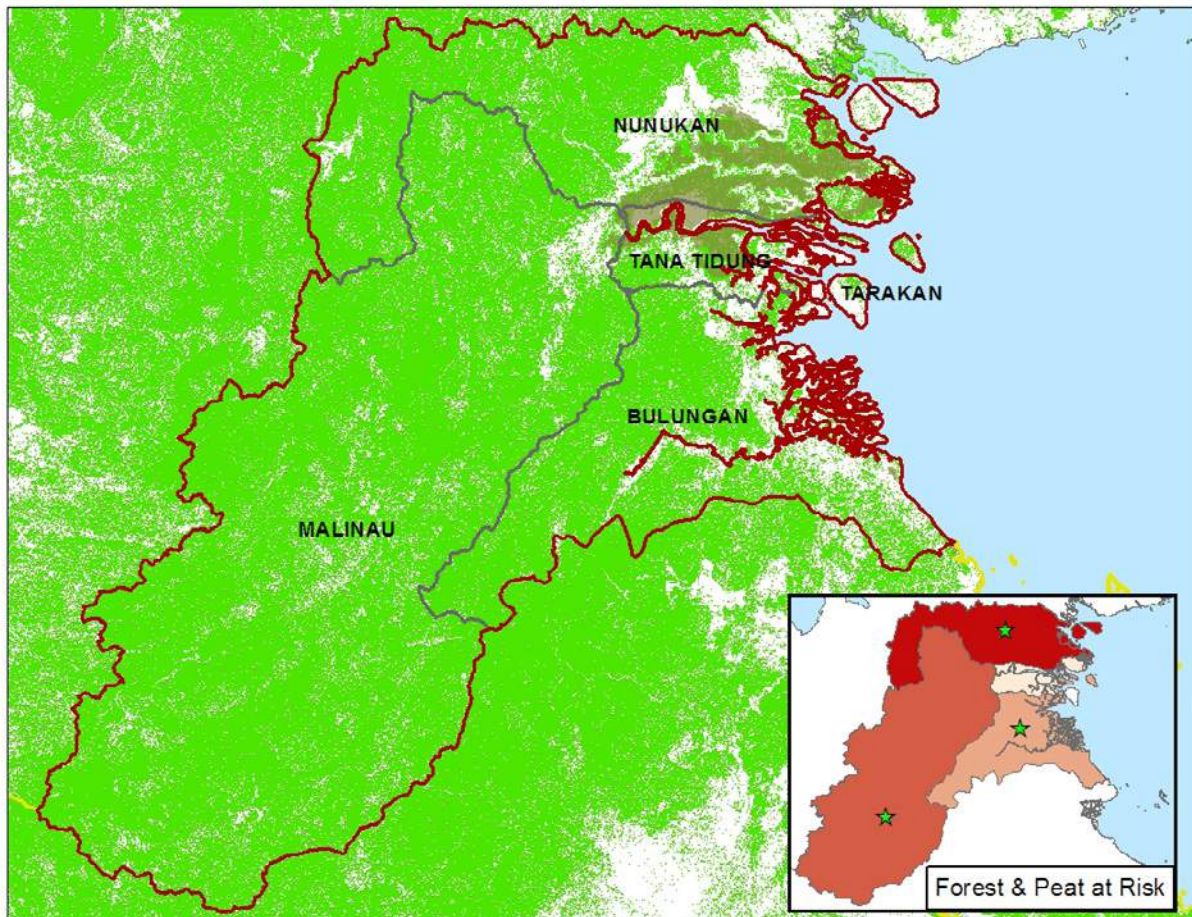 NUNUKAN
TANA TIDUNG
TARAKAN
BULUNGAN
MALINAU
Forest & Peat at Risk